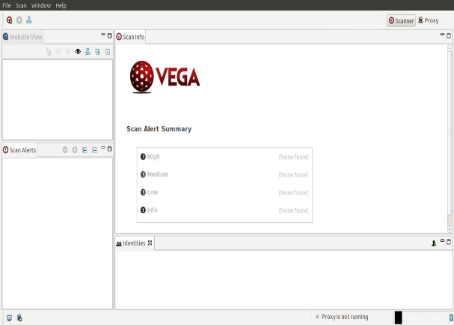 File Scan Window Help
Scanner Proxy
Website View
Scan Info
VEGA
Scan Alert Summary
High (None found)
Medium (None found)
Low (None found)
Info (None found)
Scan Alerts
Identities
Proxy is not running